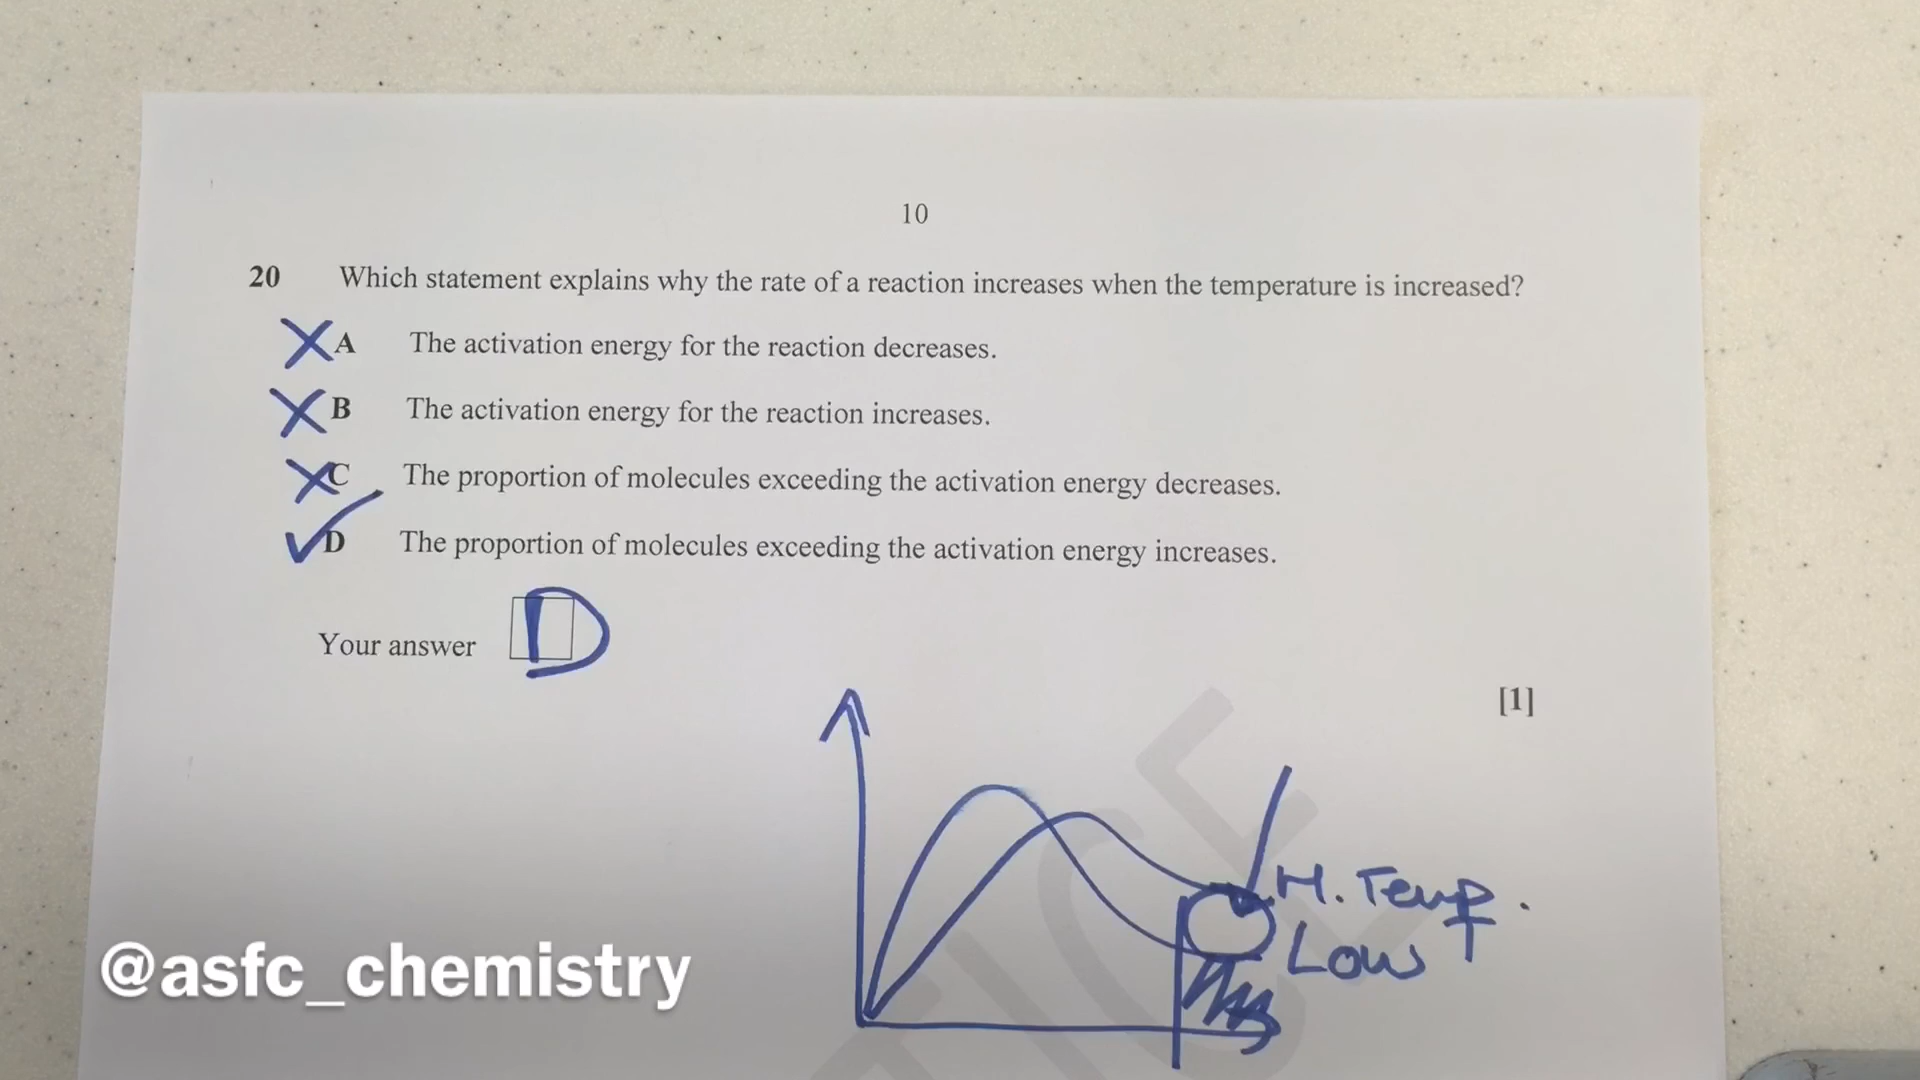 10
20 Which statement explains why the rate of a reaction increases when the temperature is increased?
A The activation energy for the reaction decreases.
B The activation energy for the reaction increases.
C The proportion of molecules exceeding the activation energy decreases.
D The proportion of molecules exceeding the activation energy increases.
Your answer D
[1]
H. Temp.
Low T
@asfc_chemistry